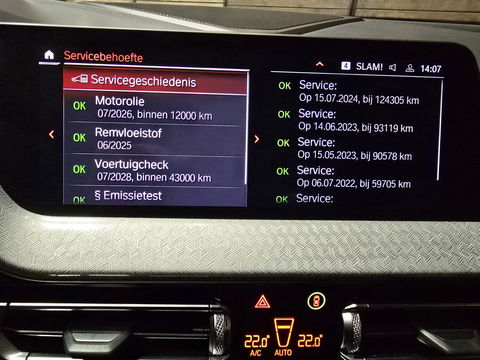 Servicebehoefte
4 SLAM! 14:07
Servicegeschiedenis
OK Motorolie
07/2026, binnen 12000 km
OK Remvloeistof
06/2025
OK Voertuigcheck
07/2028, binnen 43000 km
OK § Emissietest
OK Service:
Op 15.07.2024, bij 124305 km
OK Service:
Op 14.06.2023, bij 93119 km
OK Service:
Op 15.05.2023, bij 90578 km
OK Service:
Op 06.07.2022, bij 59705 km
OK Service:
22.0° 22.0°
A/C AUTO